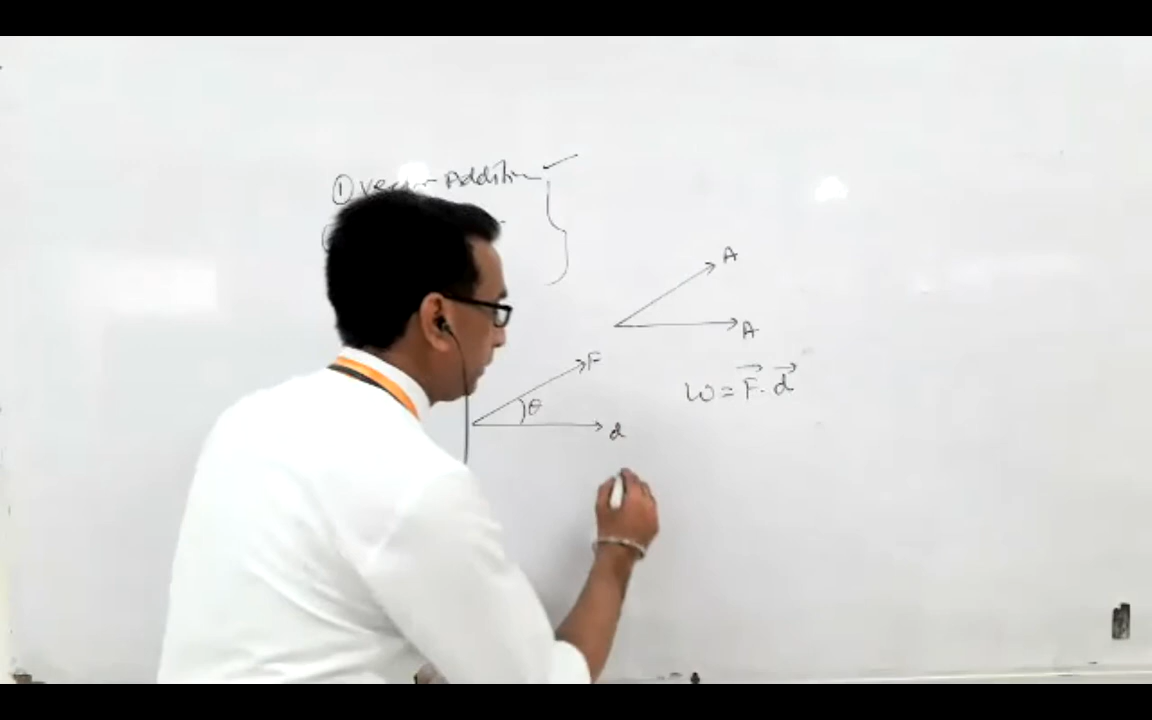 ① Vector Addition
A
A
F
θ
d
W = F⃗ . d⃗